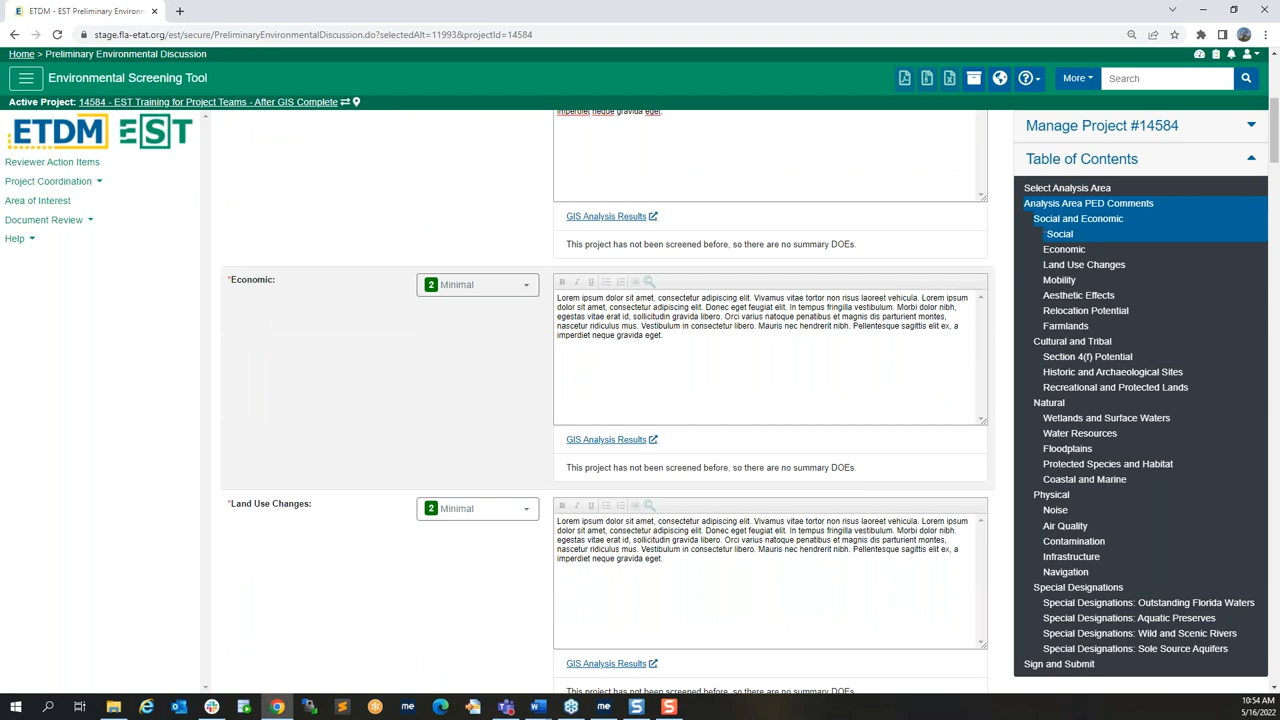 ETDM - EST Preliminary Environ
stage.fla-etat.org/est/secure/PreliminaryEnvironmentalDiscussion.do?selectedAlt=11993&projectId=14584
Home > Preliminary Environmental Discussion
Environmental Screening Tool
More
Search
Active Project: 14584 - EST Training for Project Teams - After GIS Complete
ETDM EST
Reviewer Action Items
Project Coordination
Area of Interest
Document Review
Help
imperdiet neque gravida eget.
GIS Analysis Results
This project has not been screened before, so there are no summary DOEs.
*Economic:
2 Minimal
B I U
Lorem ipsum dolor sit amet, consectetur adipiscing elit. Vivamus vitae tortor non risus laoreet vehicula. Lorem ipsum
dolor sit amet, consectetur adipiscing elit. Donec eget feugiat elit. In tempus fringilla vestibulum. Morbi dolor nibh,
egestas vitae erat id, sollicitudin gravida libero. Orci varius natoque penatibus et magnis dis parturient montes,
nascetur ridiculus mus. Vestibulum in consectetur libero. Mauris nec hendrerit nibh. Pellentesque sagittis elit ex, a
imperdiet neque gravida eget.
GIS Analysis Results
This project has not been screened before, so there are no summary DOEs.
*Land Use Changes:
2 Minimal
B I U
Lorem ipsum dolor sit amet, consectetur adipiscing elit. Vivamus vitae tortor non risus laoreet vehicula. Lorem ipsum
dolor sit amet, consectetur adipiscing elit. Donec eget feugiat elit. In tempus fringilla vestibulum. Morbi dolor nibh,
egestas vitae erat id, sollicitudin gravida libero. Orci varius natoque penatibus et magnis dis parturient montes,
nascetur ridiculus mus. Vestibulum in consectetur libero. Mauris nec hendrerit nibh. Pellentesque sagittis elit ex, a
imperdiet neque gravida eget.
GIS Analysis Results
This project has not been screened before, so there are no summary DOEs.
Manage Project #14584
Table of Contents
Select Analysis Area
Analysis Area PED Comments
Social and Economic
Social
Economic
Land Use Changes
Mobility
Aesthetic Effects
Relocation Potential
Farmlands
Cultural and Tribal
Section 4(f) Potential
Historic and Archaeological Sites
Recreational and Protected Lands
Natural
Wetlands and Surface Waters
Water Resources
Floodplains
Protected Species and Habitat
Coastal and Marine
Physical
Noise
Air Quality
Contamination
Infrastructure
Navigation
Special Designations
Special Designations: Outstanding Florida Waters
Special Designations: Aquatic Preserves
Special Designations: Wild and Scenic Rivers
Special Designations: Sole Source Aquifers
Sign and Submit
10:54 AM
5/16/2022